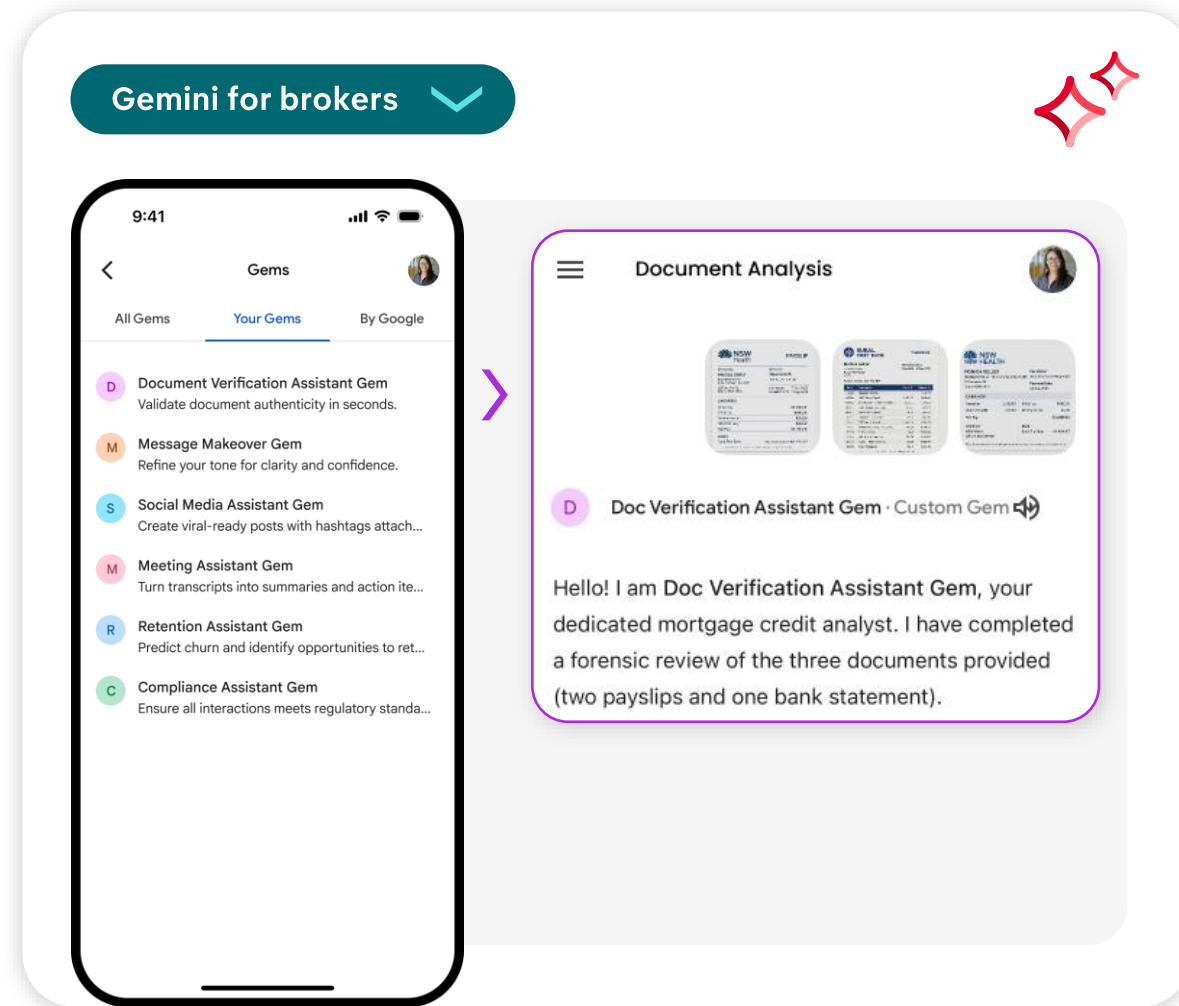 Gemini for brokers
9:41
Gems
All Gems
Your Gems
By Google
D
Document Verification Assistant Gem
Validate document authenticity in seconds.
M
Message Makeover Gem
Refine your tone for clarity and confidence.
S
Social Media Assistant Gem
Create viral-ready posts with hashtags attach...
M
Meeting Assistant Gem
Turn transcripts into summaries and action ite...
R
Retention Assistant Gem
Predict churn and identify opportunities to ret...
C
Compliance Assistant Gem
Ensure all interactions meets regulatory standa...
Document Analysis
NSW
Health
RURAL
FIRST BANK
NSW
NSW HEALTH
D
Doc Verification Assistant Gem · Custom Gem
Hello! I am Doc Verification Assistant Gem, your
dedicated mortgage credit analyst. I have completed
a forensic review of the three documents provided
(two payslips and one bank statement).